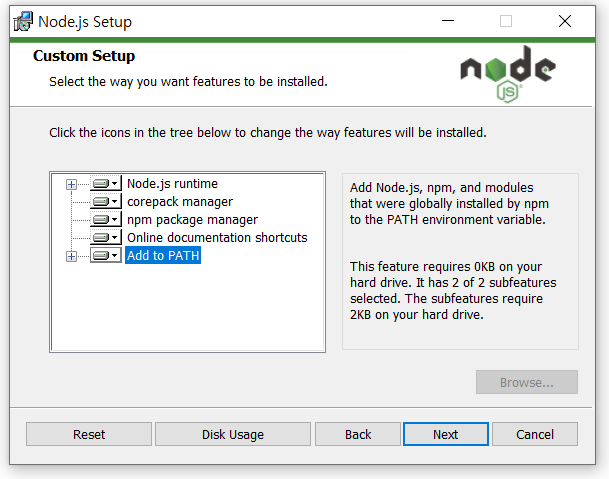 Node.js Setup
Custom Setup
Select the way you want features to be installed.
node
JS
Click the icons in the tree below to change the way features will be installed.
Node.js runtime
corepack manager
npm package manager
Online documentation shortcuts
Add to PATH
Add Node.js, npm, and modules
that were globally installed by npm
to the PATH environment variable.
This feature requires 0KB on your
hard drive. It has 2 of 2 subfeatures
selected. The subfeatures require
2KB on your hard drive.
Browse...
Reset
Disk Usage
Back
Next
Cancel